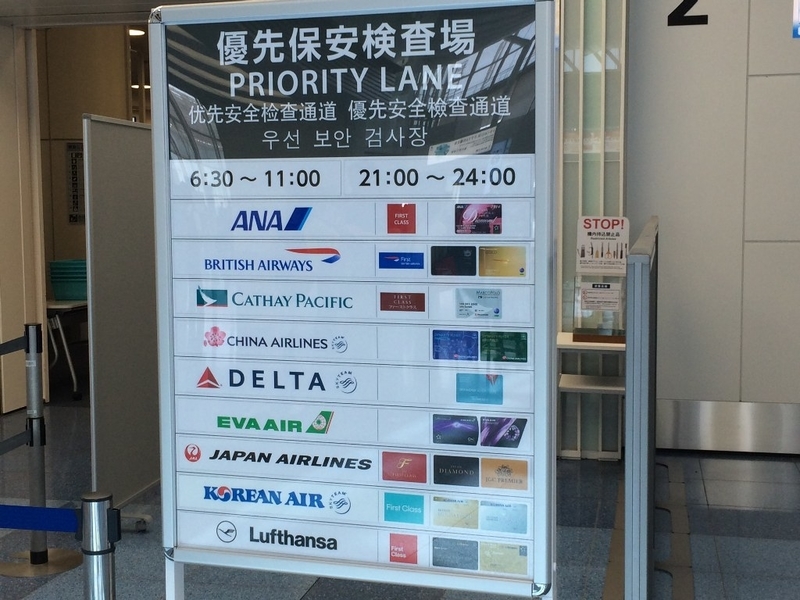 2
優先保安検査場
PRIORITY LANE
优先安全检查通道 優先安全檢查通道
우선 보안 검사장
6:30 ~ 11:00 21:00 ~ 24:00
ANA FIRST CLASS
BRITISH AIRWAYS First
CATHAY PACIFIC FIRST CLASS
CHINA AIRLINES
DELTA
EVA AIR
JAPAN AIRLINES F DIAMOND JGC PREMIER
KOREAN AIR First Class
Lufthansa First Class
STOP!